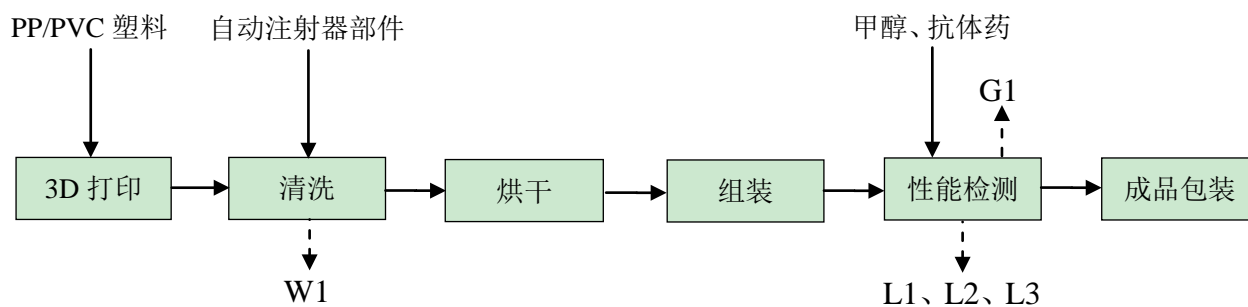 PP/PVC 塑料
自动注射器部件
甲醇、抗体药
G1
3D 打印
清洗
烘干
组装
性能检测
成品包装
W1
L1、L2、L3